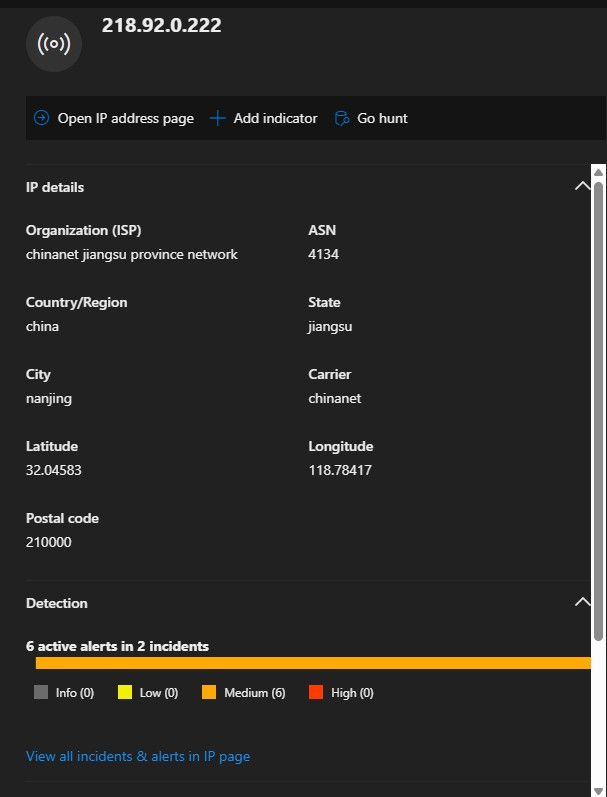 218.92.0.222
Open IP address page Add indicator Go hunt
IP details
Organization (ISP) ASN
chinanet jiangsu province network 4134
Country/Region State
china jiangsu
City Carrier
nanjing chinanet
Latitude Longitude
32.04583 118.78417
Postal code
210000
Detection
6 active alerts in 2 incidents
Info (0) Low (0) Medium (6) High (0)
View all incidents & alerts in IP page